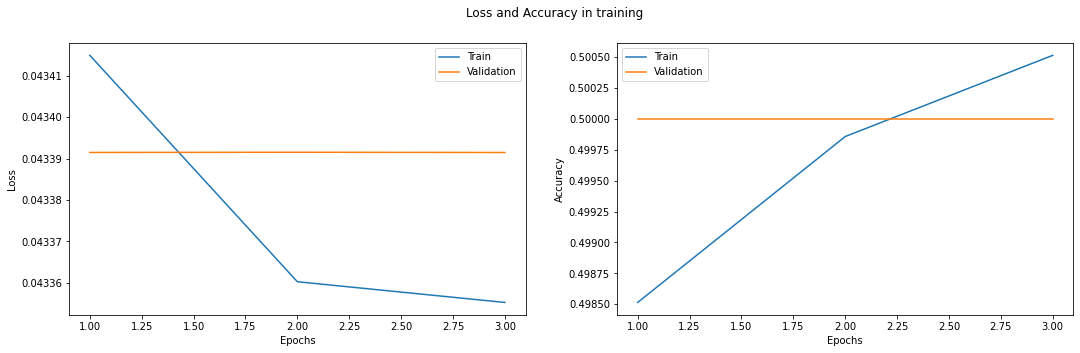 Loss and Accuracy in training
Train
Validation
0.04341
0.04340
0.04339
0.04338
0.04337
0.04336
Loss
1.00 1.25 1.50 1.75 2.00 2.25 2.50 2.75 3.00
Epochs
Train
Validation
0.50050
0.50025
0.50000
0.49975
0.49950
0.49925
0.49900
0.49875
0.49850
Accuracy
1.00 1.25 1.50 1.75 2.00 2.25 2.50 2.75 3.00
Epochs